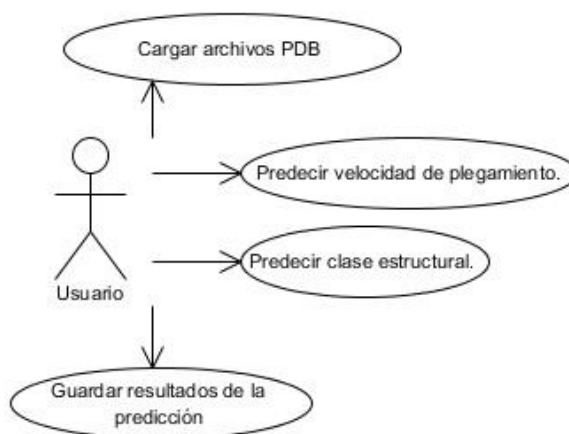 Cargar archivos PDB
Predecir velocidad de plegamiento.
Predecir clase estructural.
Usuario
Guardar resultados de la
predicción